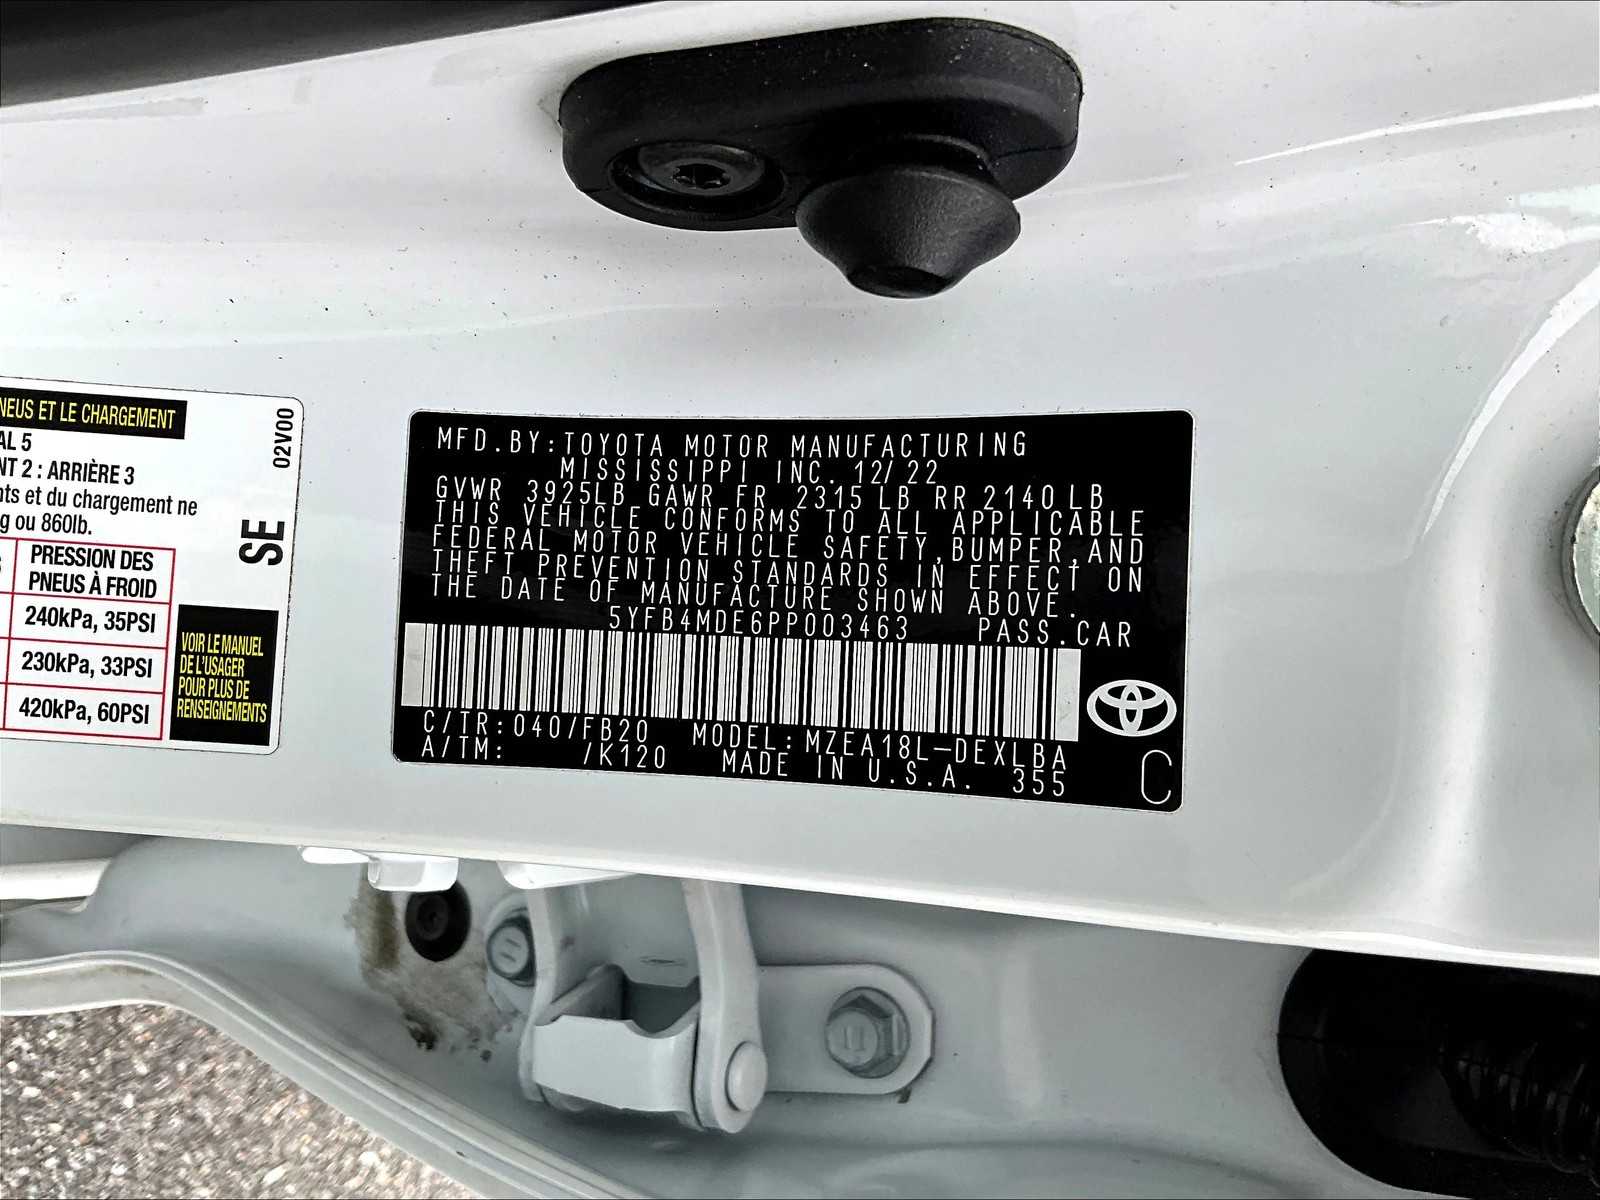 NEUS ET LE CHARGEMENT
AL 5
NT 2 : ARRIÈRE 3
nts et du chargement ne
g ou 860lb.
PRESSION DES
PNEUS À FROID
240kPa, 35PSI
230kPa, 33PSI
420kPa, 60PSI
02V00
SE
VOIR LE MANUEL
DE L'USAGER
POUR PLUS DE
RENSEIGNEMENTS
MFD.BY:TOYOTA MOTOR MANUFACTURING
MISSISSIPPI INC. 12/22
GVWR 3925LB GAWR FR 2315LB RR 2140LB
THIS VEHICLE CONFORMS TO ALL APPLICABLE
FEDERAL MOTOR VEHICLE SAFETY,BUMPER,AND
THEFT PREVENTION STANDARDS IN EFFECT ON
THE DATE OF MANUFACTURE SHOWN ABOVE.
5YFB4MDE6PP003463 PASS.CAR
C/TR:040/FB20 MODEL:MZEA18L-DEXLBA
A/TM: /K120 MADE IN U.S.A. 355
C